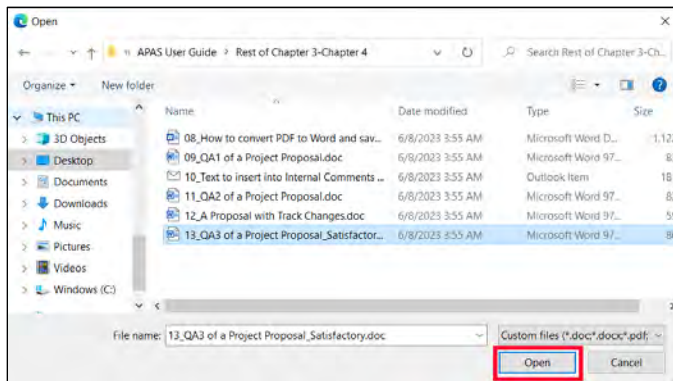 Open
APAS User Guide > Rest of Chapter 3-Chapter 4
Search Rest of Chapter 3-Ch...
Organize
New folder
This PC
3D Objects
Desktop
Documents
Downloads
Music
Pictures
Videos
Windows (C:)
Name Date modified Type Size
08_How to convert PDF to Word and sav... 6/8/2023 3:55 AM Microsoft Word D...
09_QA1 of a Project Proposal.doc 6/8/2023 3:55 AM Microsoft Word 97...
10_Text to insert into Internal Comments ... 6/8/2023 3:55 AM Outlook Item 18
11_QA2 of a Project Proposal.doc 6/8/2023 3:55 AM Microsoft Word 97...
12_A Proposal with Track Changes.doc 6/8/2023 3:55 AM Microsoft Word 97...
13_QA3 of a Project Proposal_Satisfactor... 6/8/2023 3:55 AM Microsoft Word 97...
File name: 13_QA3 of a Project Proposal_Satisfactory.doc
Custom files (*.doc*.docx*.pdf;
Open Cancel